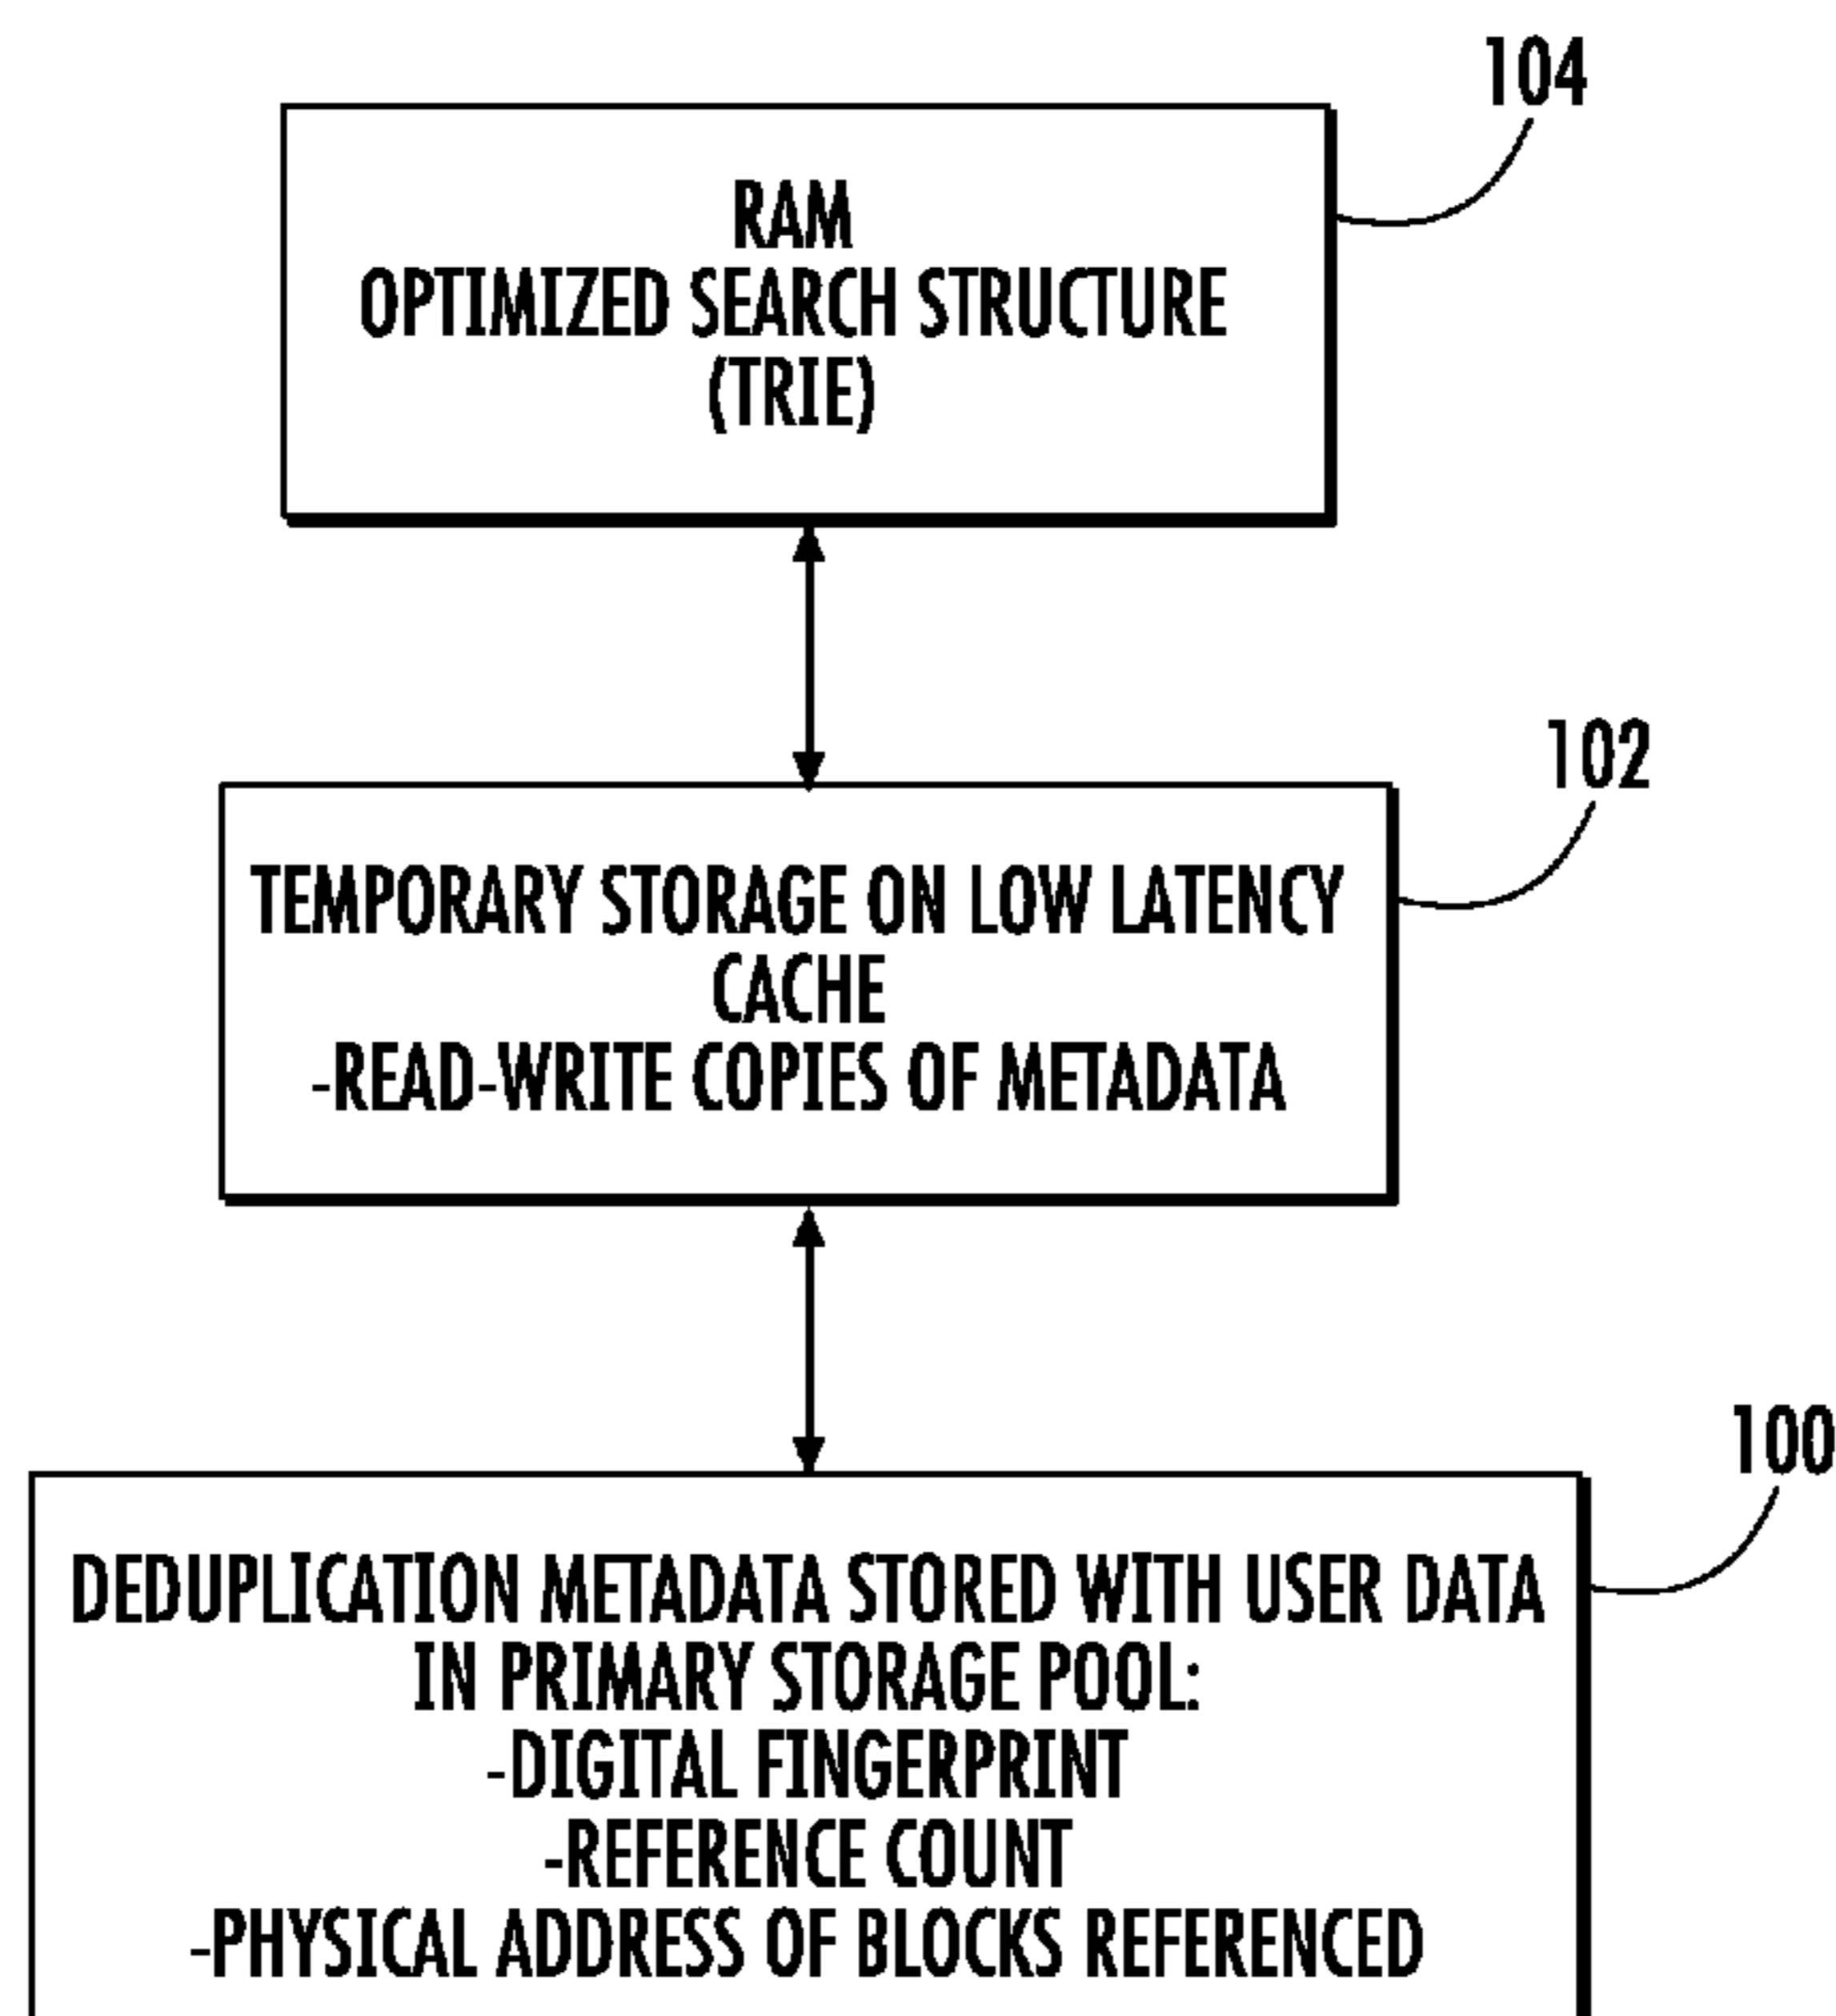 104
RAM
OPTIMIZED SEARCH STRUCTURE
(TRIE)
102
TEMPORARY STORAGE ON LOW LATENCY
CACHE
-READ-WRITE COPIES OF METADATA
100
DEDUPLICATION METADATA STORED WITH USER DATA
IN PRIMARY STORAGE POOL:
-DIGITAL FINGERPRINT
-REFERENCE COUNT
-PHYSICAL ADDRESS OF BLOCKS REFERENCED